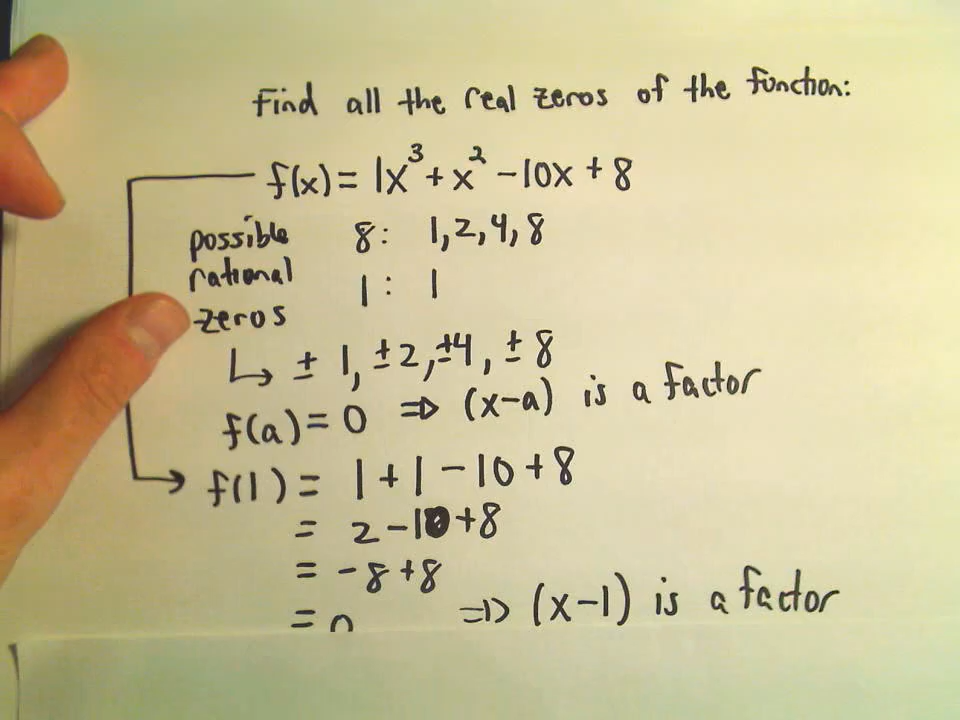 Find all the real zeros of the function:
f(x) = 1x³ + x² - 10x + 8
possible 8: 1, 2, 4, 8
rational 1: 1
zeros
↳ ± 1, ±2, ±4, ± 8
f(a) = 0 ⇒ (x-a) is a factor
f(1) = 1 + 1 - 10 + 8
= 2 - 10 + 8
= -8 + 8
= 0 ⇒ (x-1) is a factor